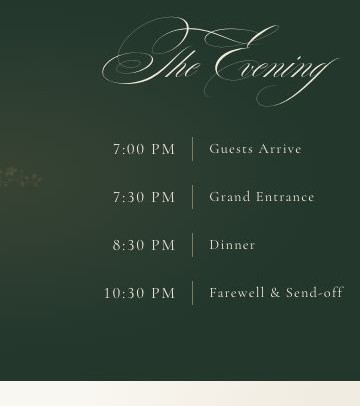 The Evening
7:00 PM | Guests Arrive
7:30 PM | Grand Entrance
8:30 PM | Dinner
10:30 PM | Farewell & Send-off